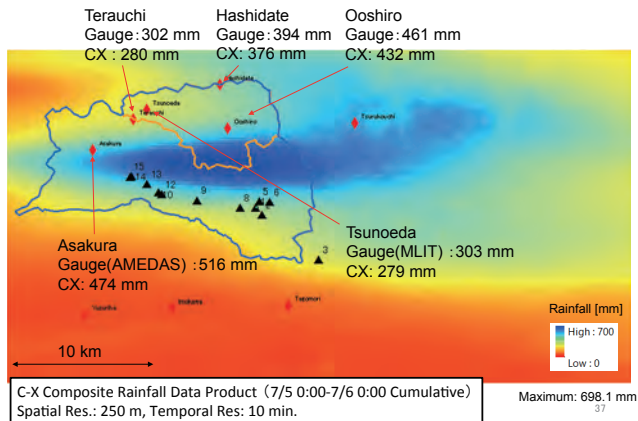 Terauchi
Gauge:302 mm
CX : 280 mm
Hashidate
Gauge:394 mm
CX: 376 mm
Ooshiro
Gauge:461 mm
CX: 432 mm
Tsunoeda
Terauchi
Ooshiro
Tsurukouchi
Asakura
15
14
13
12
10
9
8
5
6
3
Asakura
Gauge(AMEDAS) :516 mm
CX: 474 mm
Tsunoeda
Gauge(MLIT) :303 mm
CX: 279 mm
Rainfall [mm]
High : 700
Low : 0
10 km
C-X Composite Rainfall Data Product（7/5 0:00-7/6 0:00 Cumulative）
Spatial Res.: 250 m, Temporal Res: 10 min.
Maximum: 698.1 mm
37